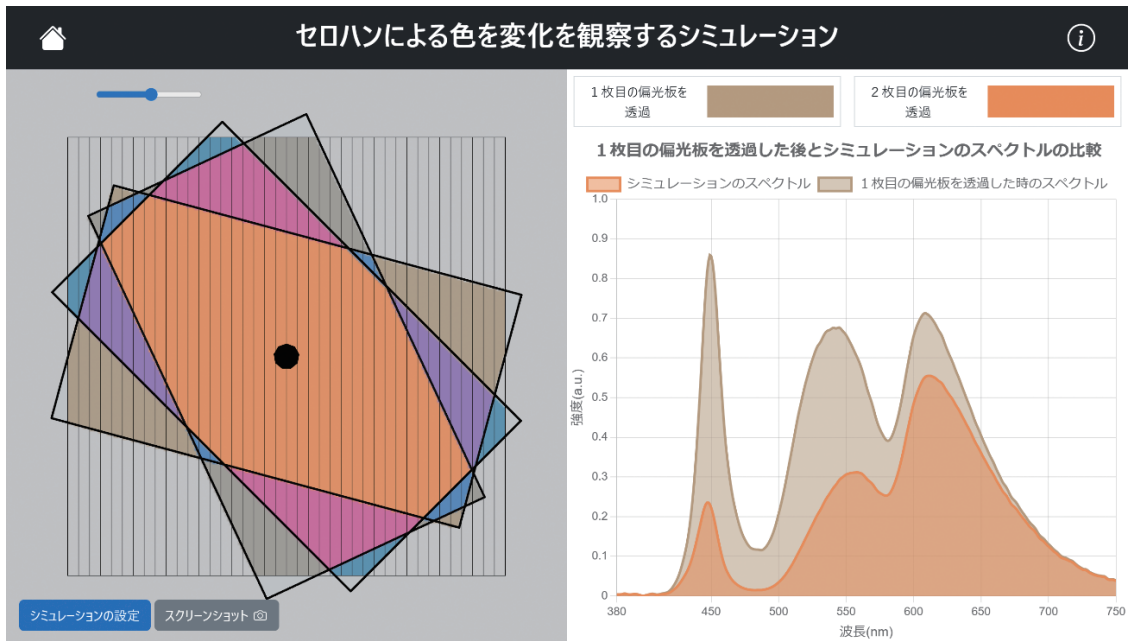 セロハンによる色を変化を観察するシミュレーション
i
1枚目の偏光板を
透過
2枚目の偏光板を
透過
1枚目の偏光板を透過した後とシミュレーションのスペクトルの比較
シミュレーションのスペクトル
1枚目の偏光板を透過した時のスペクトル
1.0
0.9
0.8
0.7
0.6
0.5
0.4
0.3
0.2
0.1
0
強度(a.u.)
380
450
500
550
600
650
700
750
波長(nm)
シミュレーションの設定
スクリーンショット